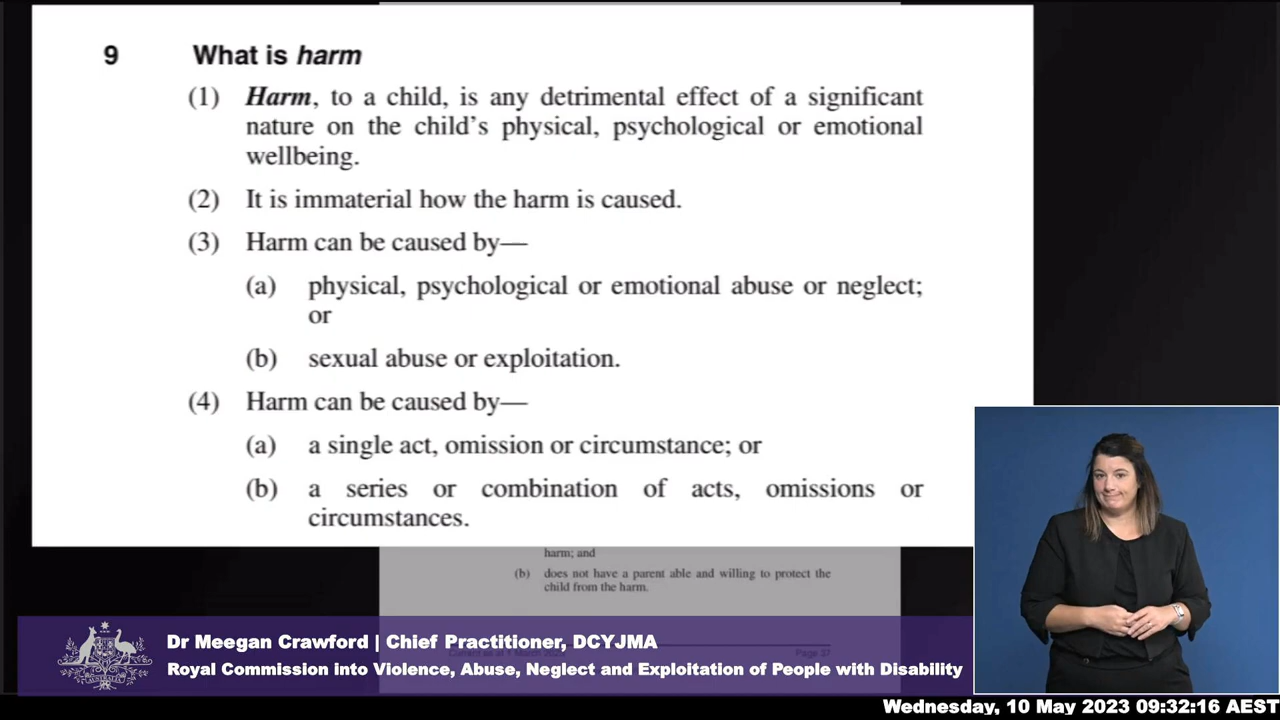 9 What is harm
(1) Harm, to a child, is any detrimental effect of a significant
nature on the child's physical, psychological or emotional
wellbeing.
(2) It is immaterial how the harm is caused.
(3) Harm can be caused by—
(a) physical, psychological or emotional abuse or neglect;
or
(b) sexual abuse or exploitation.
(4) Harm can be caused by—
(a) a single act, omission or circumstance; or
(b) a series or combination of acts, omissions or
circumstances.
harm; and
(b) does not have a parent able and willing to protect the
child from the harm.
Page 37
Dr Meegan Crawford | Chief Practitioner, DCYJMA
Royal Commission into Violence, Abuse, Neglect and Exploitation of People with Disability
Wednesday, 10 May 2023 09:32:16 AEST